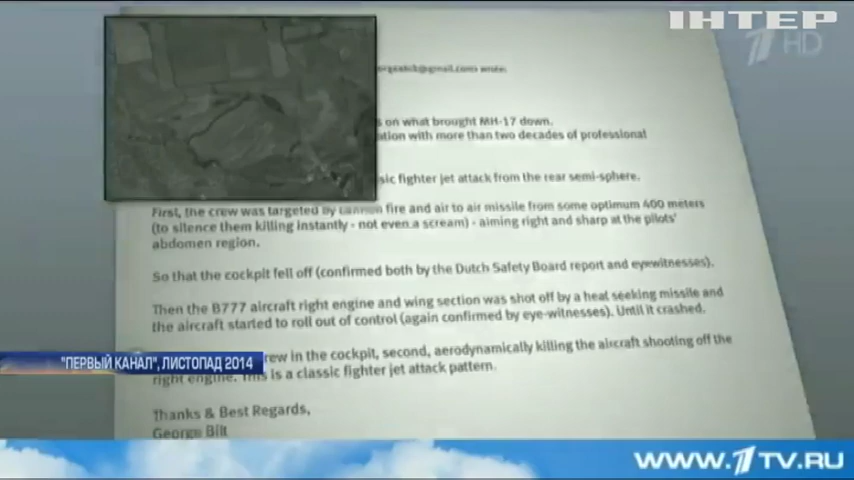 ІНТЕР
HD
@gmail.com> wrote:
s on what brought MH-17 down.
ation with more than two decades of professional
ssic fighter jet attack from the rear semi-sphere.
First, the crew was targeted by cannon fire and air to air missile from some optimum 400 meters
(to silence them killing instantly - not even a scream) - aiming right and sharp at the pilots'
abdomen region.
So that the cockpit fell off (confirmed both by the Dutch Safety Board report and eyewitnesses).
Then the B777 aircraft right engine and wing section was shot off by a heat seeking missile and
the aircraft started to roll out of control (again confirmed by eye-witnesses). Until it crashed.
rew in the cockpit, second, aerodynamically killing the aircraft shooting off the
"ПЕРВЫЙ КАНАЛ", ЛИСТОПАД 2014
right engine. This is a classic fighter jet attack pattern.
Thanks & Best Regards,
George Bilt
WWW.1TV.RU